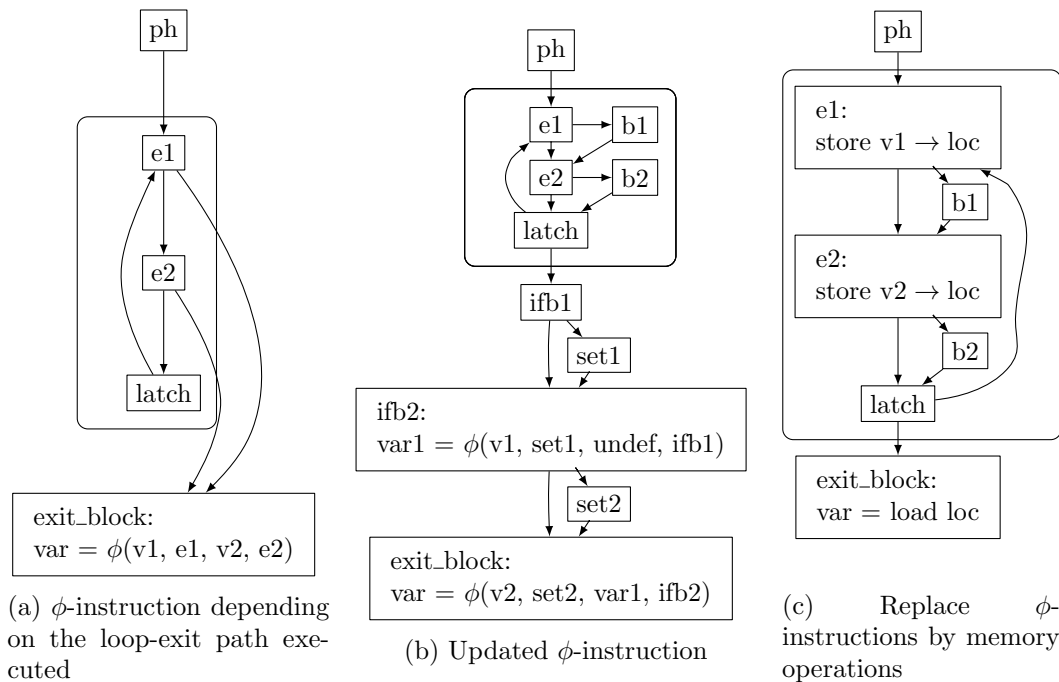 ph
e1
e2
latch
exit_block:
var = ϕ(v1, e1, v2, e2)
(a) ϕ-instruction depending
on the loop-exit path exe-
cuted
ph
e1
b1
e2
b2
latch
ifb1
set1
ifb2:
var1 = ϕ(v1, set1, undef, ifb1)
set2
exit_block:
var = ϕ(v2, set2, var1, ifb2)
(b) Updated ϕ-instruction
ph
e1:
store v1 → loc
b1
e2:
store v2 → loc
b2
latch
exit_block:
var = load loc
(c) Replace ϕ-
instructions by memory
operations